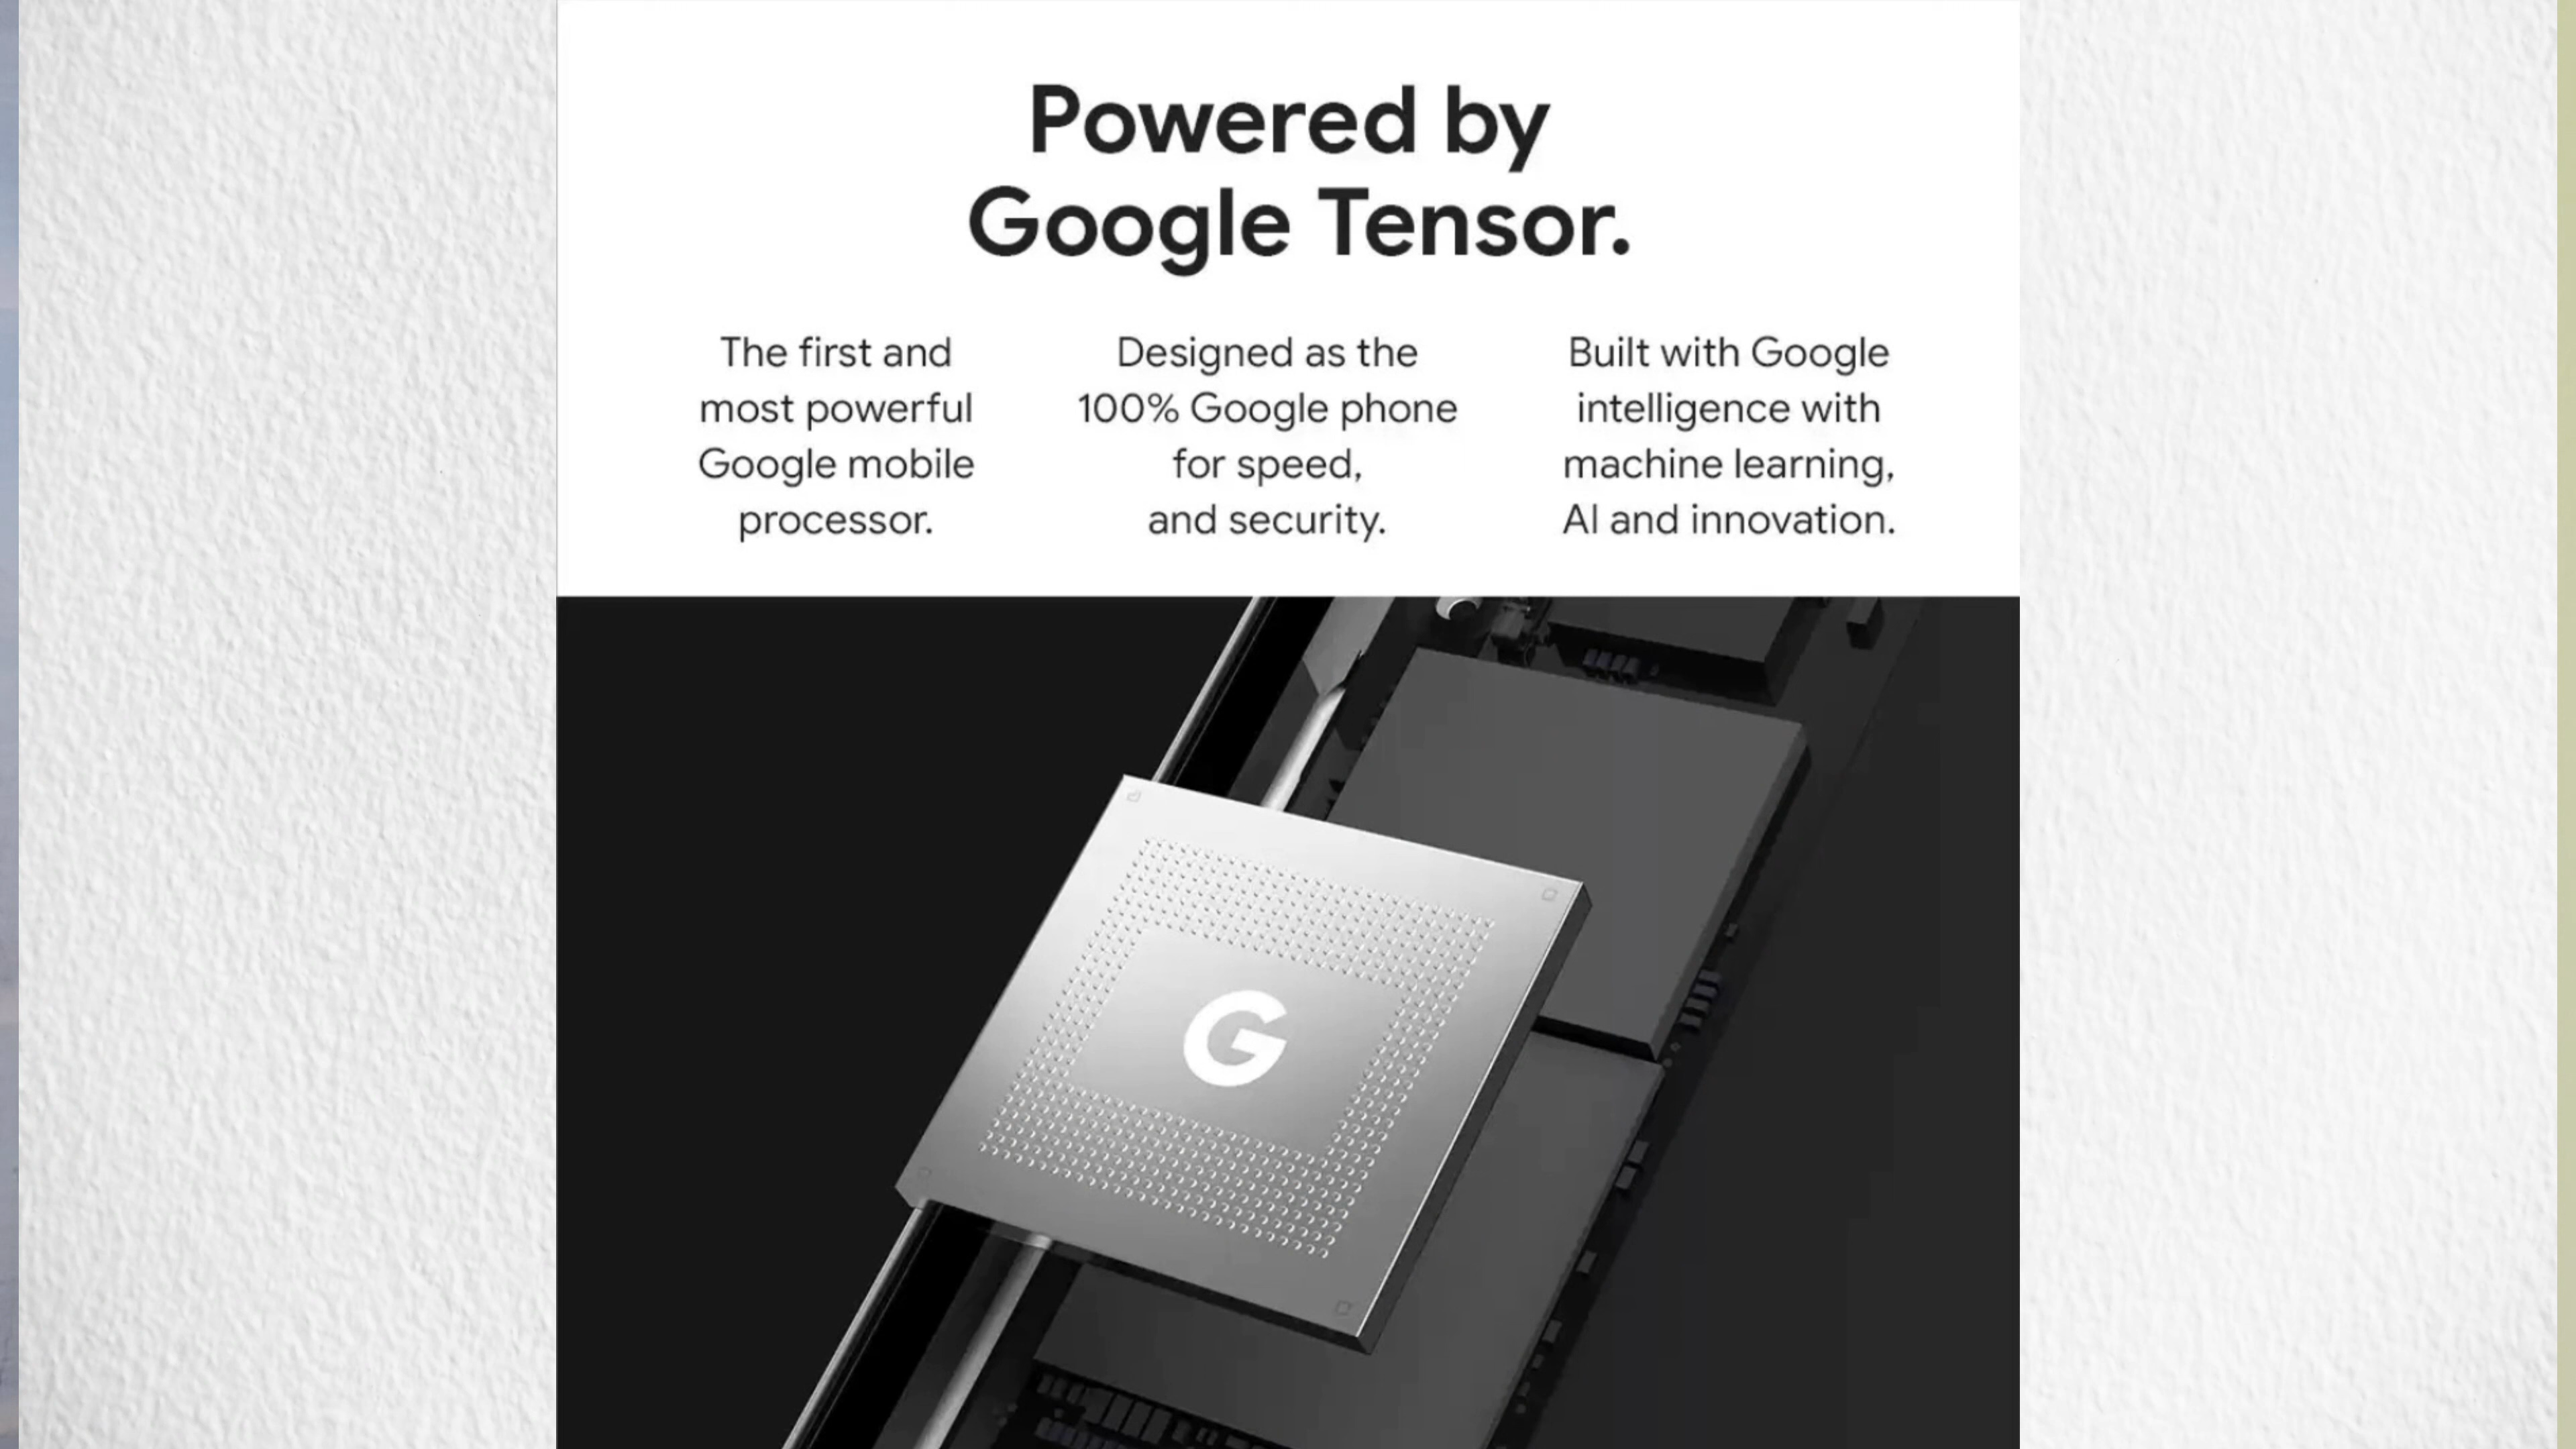 Powered by
Google Tensor.
The first and
most powerful
Google mobile
processor.
Designed as the
100% Google phone
for speed,
and security.
Built with Google
intelligence with
machine learning,
AI and innovation.
G